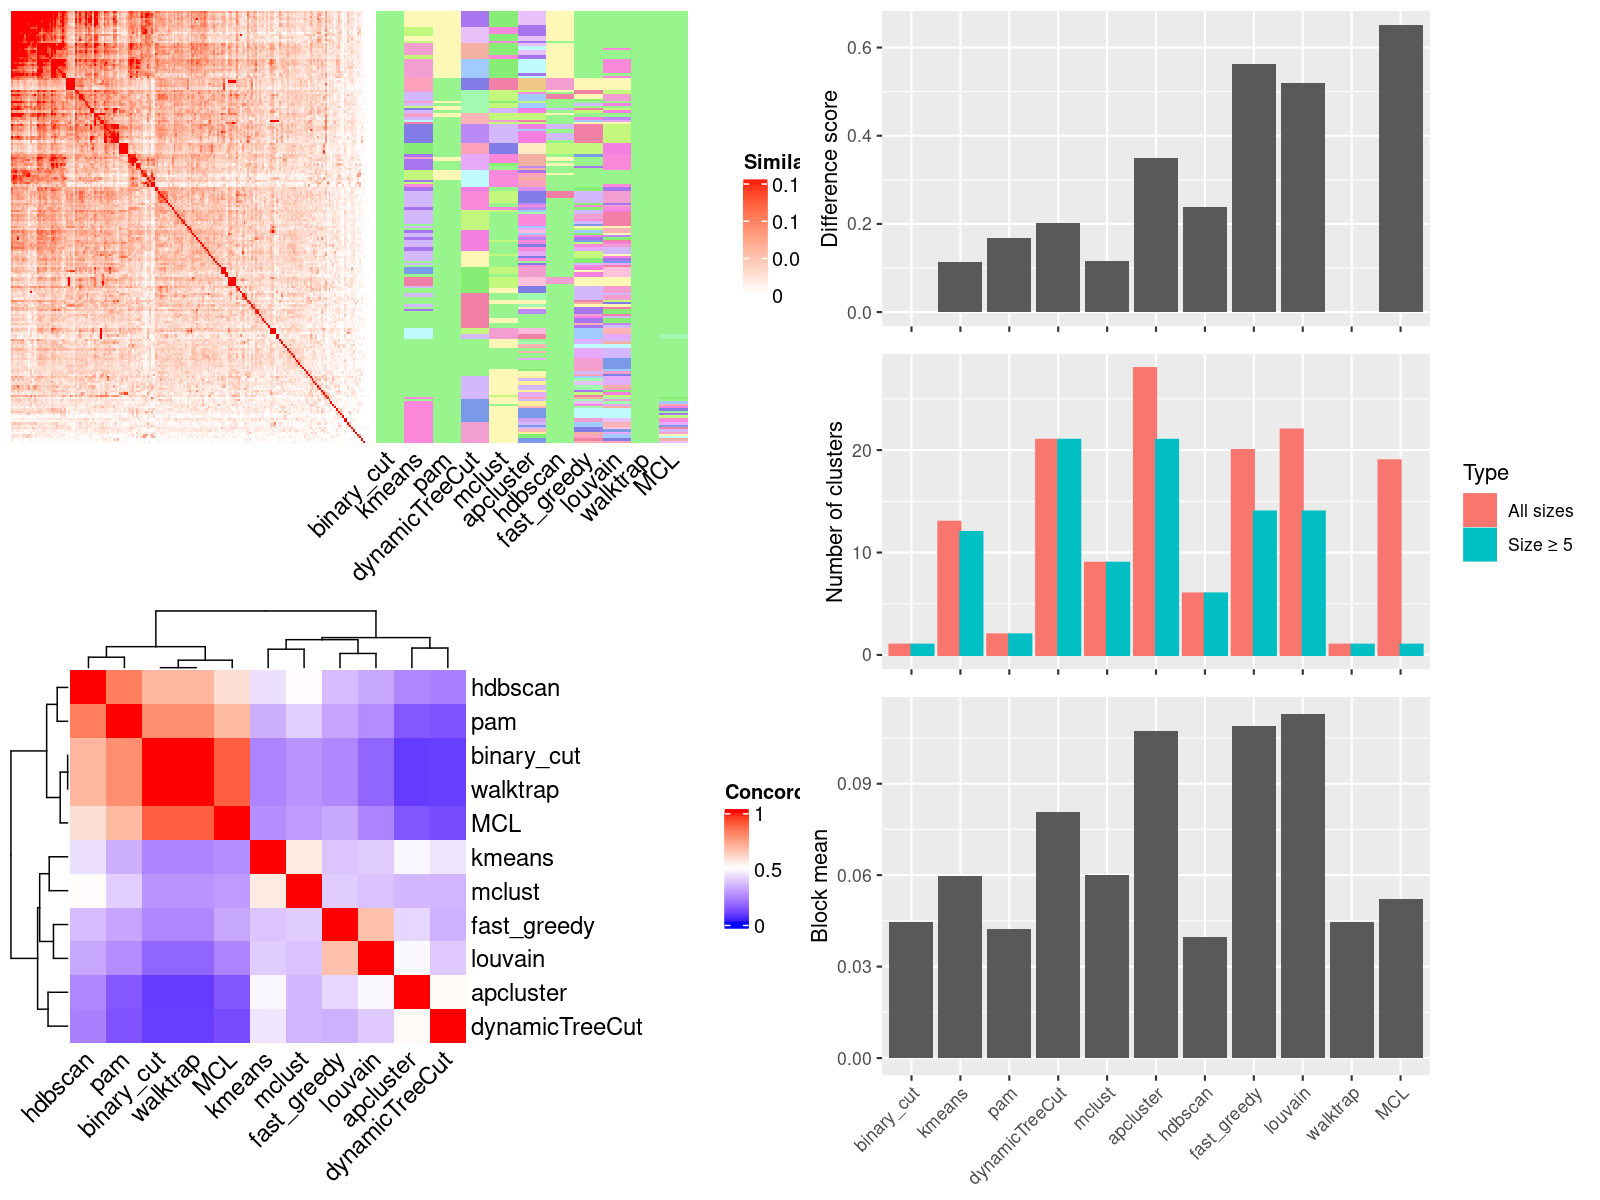 Simila
0.1
0.1
0.0
0
binary_cut
kmeans
pam
dynamicTreeCut
mclust
apcluster
hdbscan
fast_greedy
louvain
walktrap
MCL
hdbscan
pam
binary_cut
walktrap
MCL
kmeans
mclust
fast_greedy
louvain
apcluster
dynamicTreeCut
hdbscan
pam
binary_cut
walktrap
MCL
kmeans
mclust
fast_greedy
louvain
apcluster
dynamicTreeCut
Concord
1
0.5
0
Difference score
0.6
0.4
0.2
0.0
Number of clusters
20
10
0
Type
All sizes
Size ≥ 5
Block mean
0.09
0.06
0.03
0.00
binary_cut
kmeans
pam
dynamicTreeCut
mclust
apcluster
hdbscan
fast_greedy
louvain
walktrap
MCL